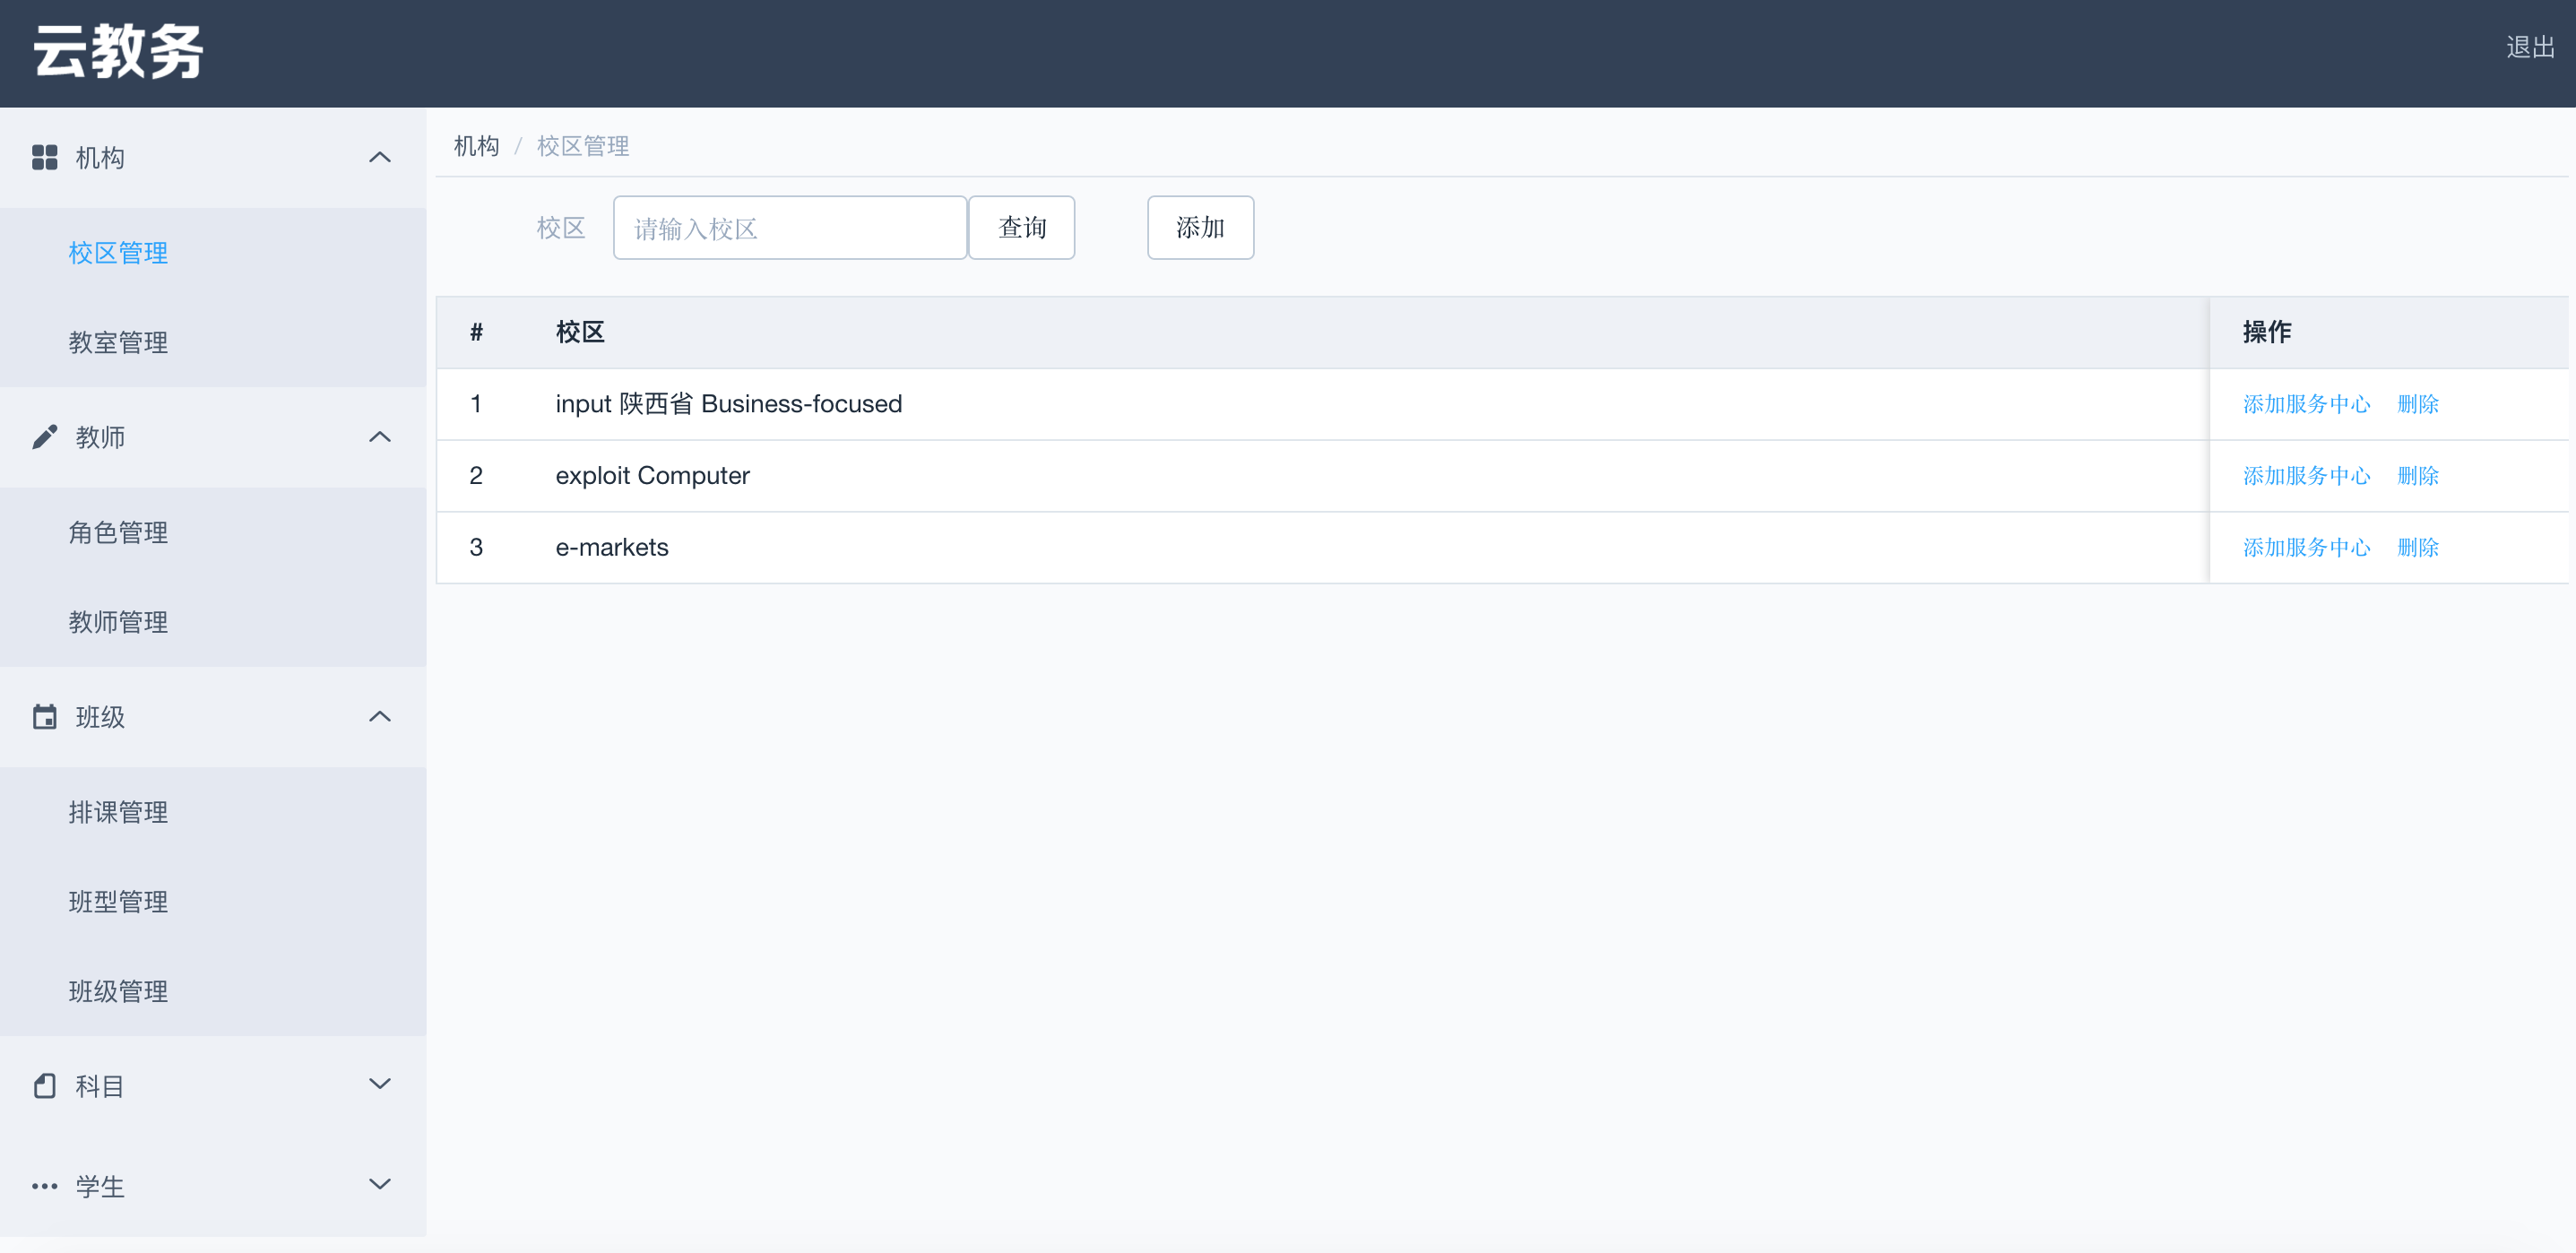 云教务
退出
机构
校区管理
教室管理
教师
角色管理
教师管理
班级
排课管理
班型管理
班级管理
科目
学生
机构 / 校区管理
校区 请输入校区 查询 添加
# 校区 操作
1 input 陕西省 Business-focused 添加服务中心 删除
2 exploit Computer 添加服务中心 删除
3 e-markets 添加服务中心 删除